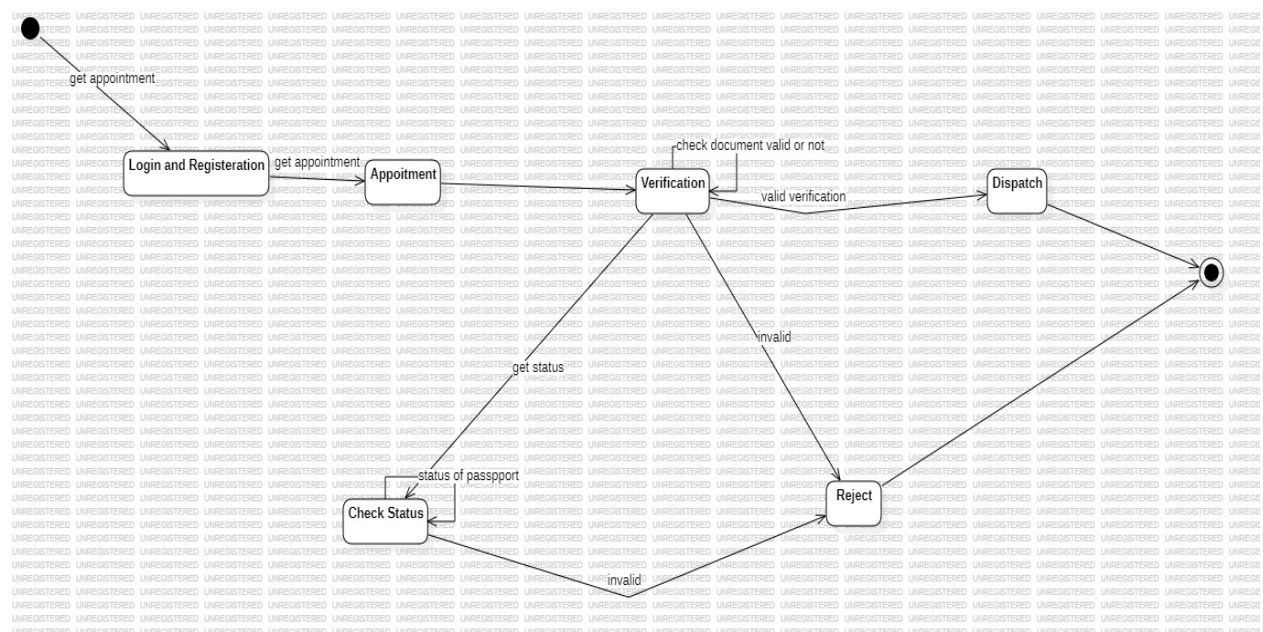 get appointment
Login and Registeration
get appointment
Appoitment
check document valid or not
Verification
valid verification
Dispatch
invalid
get status
status of passpport
Check Status
Reject
invalid
UNREGISTERED